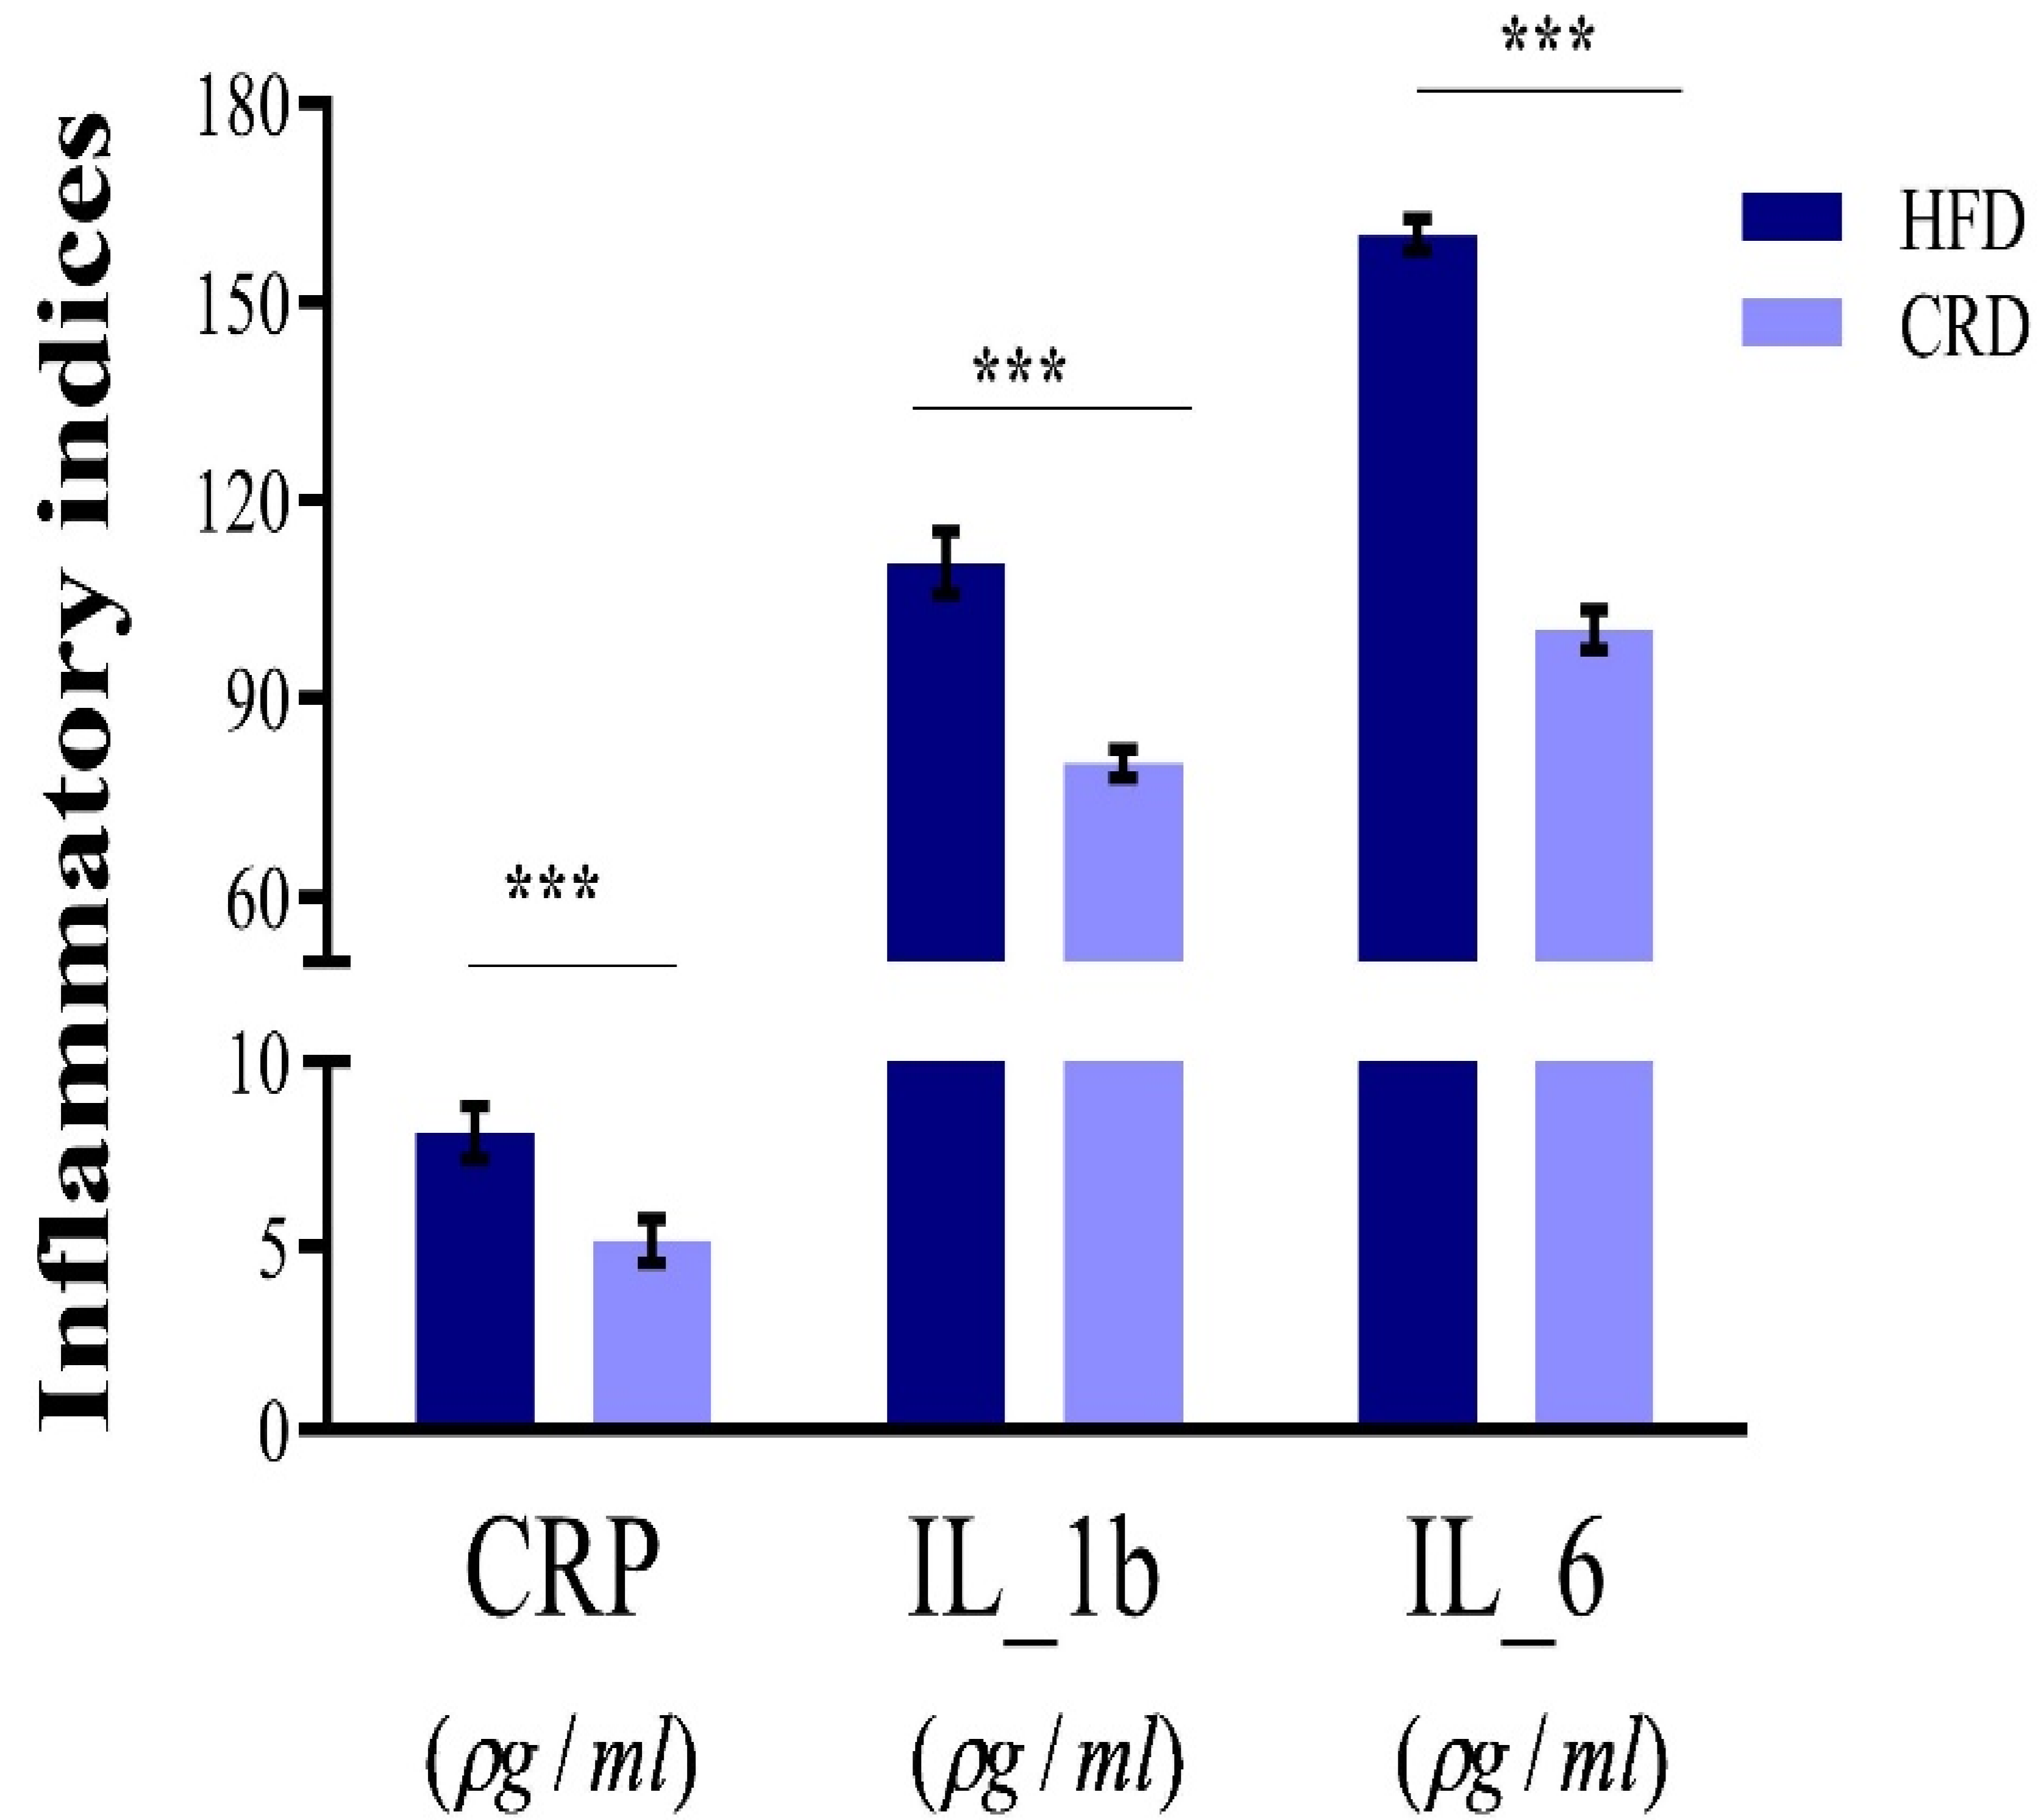 Inflammatory indices
180
150
120
90
60
10
5
0
***
***
***
HFD
CRD
CRP
IL_1b
IL_6
(ρg/ml)
(ρg/ml)
(ρg/ml)